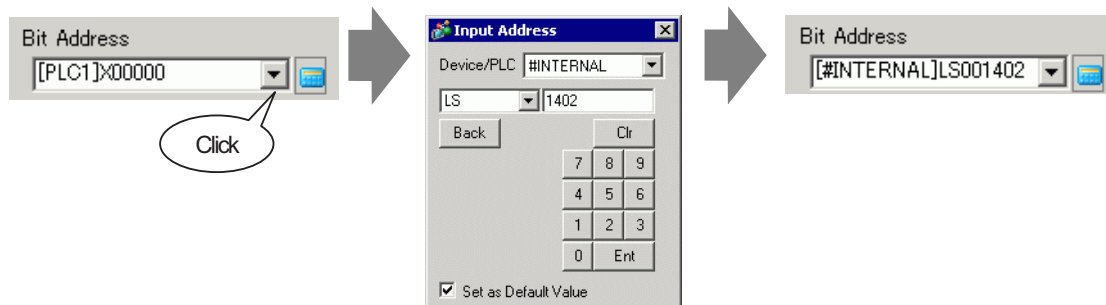 Bit Address
[PLC1]X00000
Click
Input Address
Device/PLC #INTERNAL
LS 1402
Back Clr
7 8 9
4 5 6
1 2 3
0 Ent
Set as Default Value
Bit Address
[#INTERNAL]LS001402